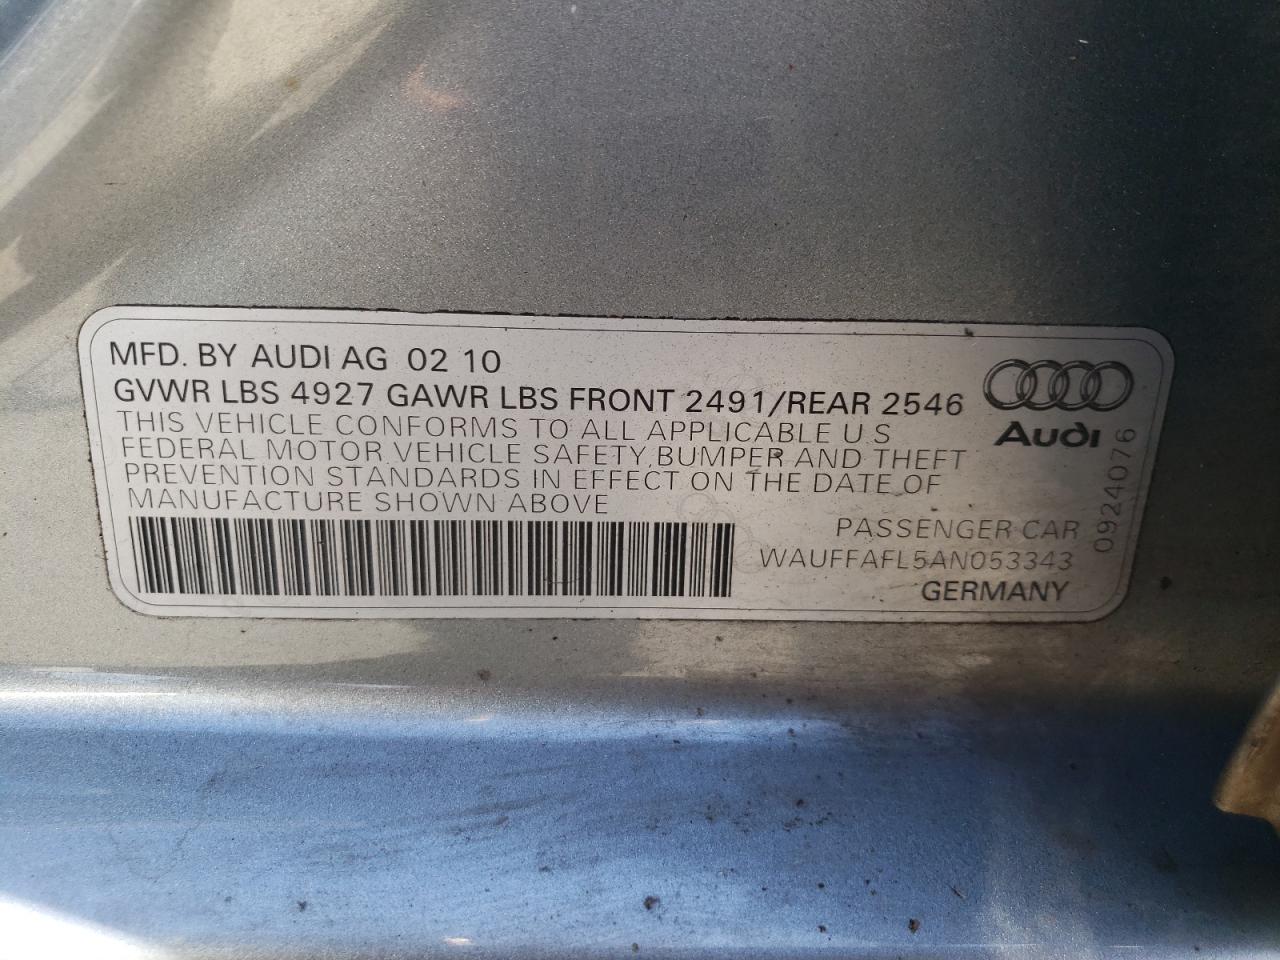 MFD. BY AUDI AG 02 10
GVWR LBS 4927 GAWR LBS FRONT 2491/REAR 2546
THIS VEHICLE CONFORMS TO ALL APPLICABLE U S
FEDERAL MOTOR VEHICLE SAFETY, BUMPER AND THEFT
PREVENTION STANDARDS IN EFFECT ON THE DATE OF
MANUFACTURE SHOWN ABOVE
Audi
PASSENGER CAR
WAUFFAFL5AN053343
GERMANY
0924076